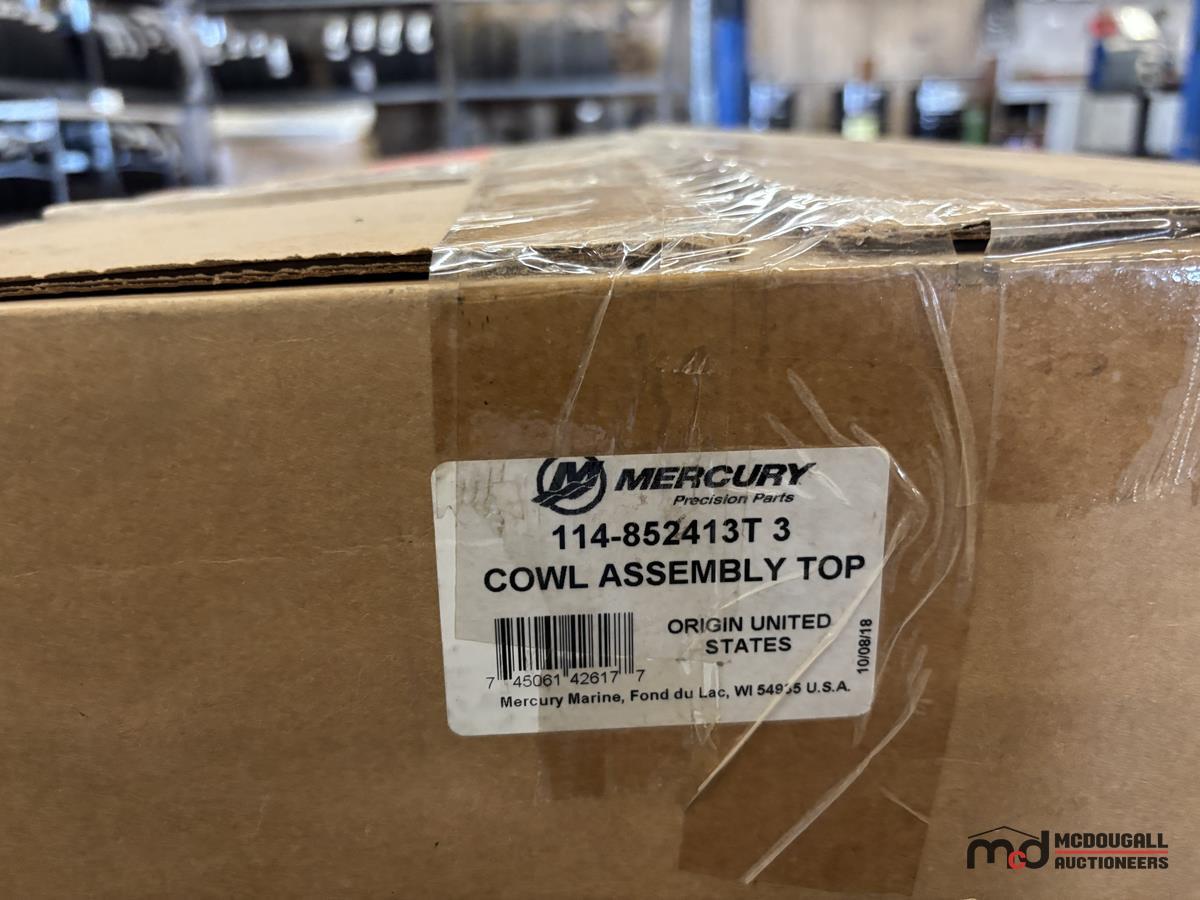 MERCURY
Precision Parts
114-852413T 3
COWL ASSEMBLY TOP
ORIGIN UNITED
STATES
10/08/18
7 45061 42617 7
Mercury Marine, Fond du Lac, WI 54935 U.S.A.
mcd MCDOUGALL
AUCTIONEERS